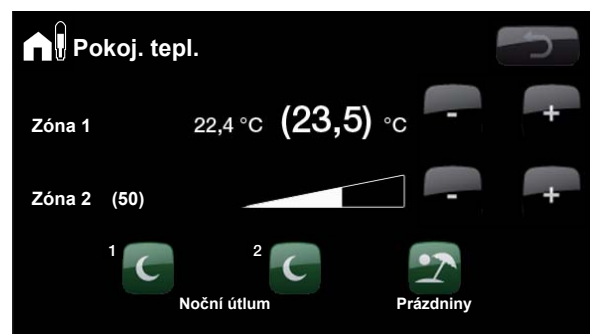 Pokoj. tepl.
Zóna 1 22,4 °C (23,5) °C - +
Zóna 2 (50) - +
1 2
Noční útlum Prázdniny